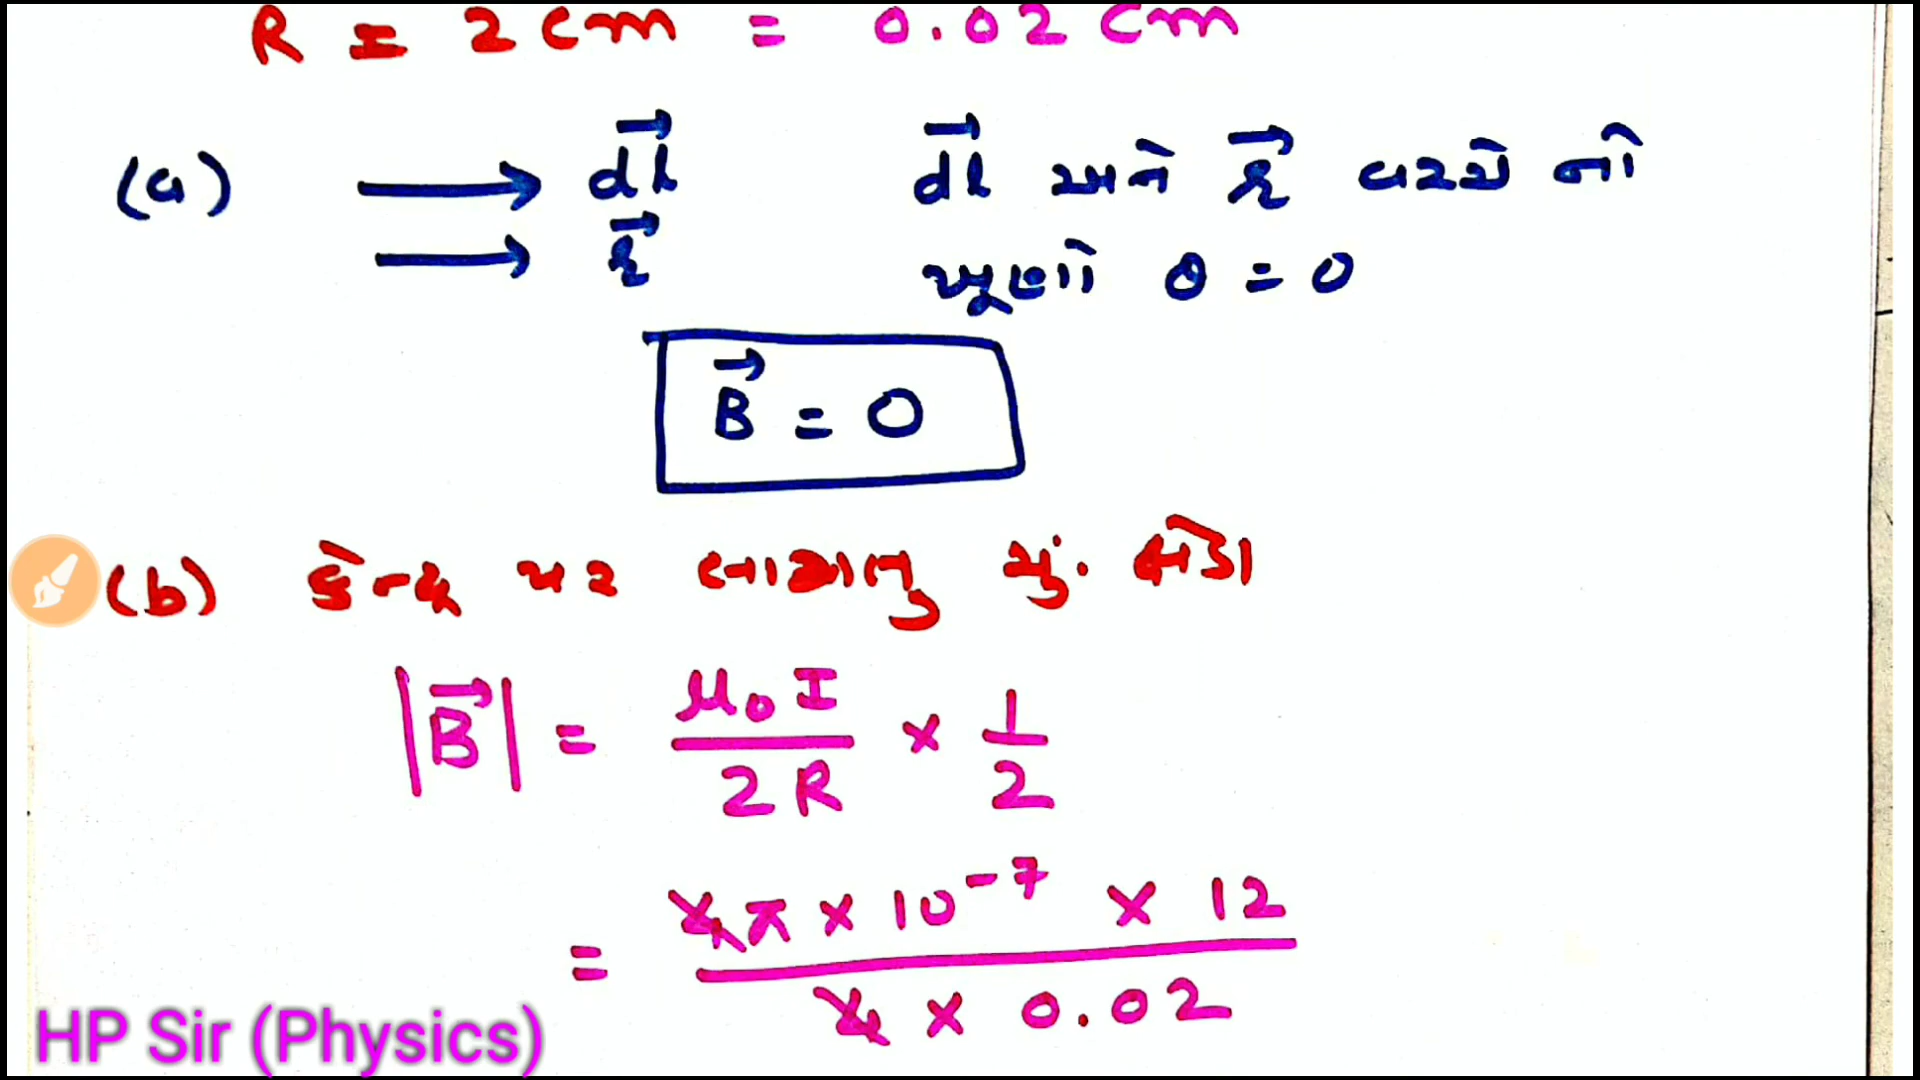 R = 2 cm = 0.02 cm
(a) → dl dl અને r વચ્ચે નો
→ r ખૂણો θ = 0
B = 0
(b) કેન્દ્ર પર લાગતુ ચું. ક્ષેત્ર
|B| = μ₀I / 2R × 1/2
= 4π × 10⁻⁷ × 12 / 4 × 0.02
HP Sir (Physics)